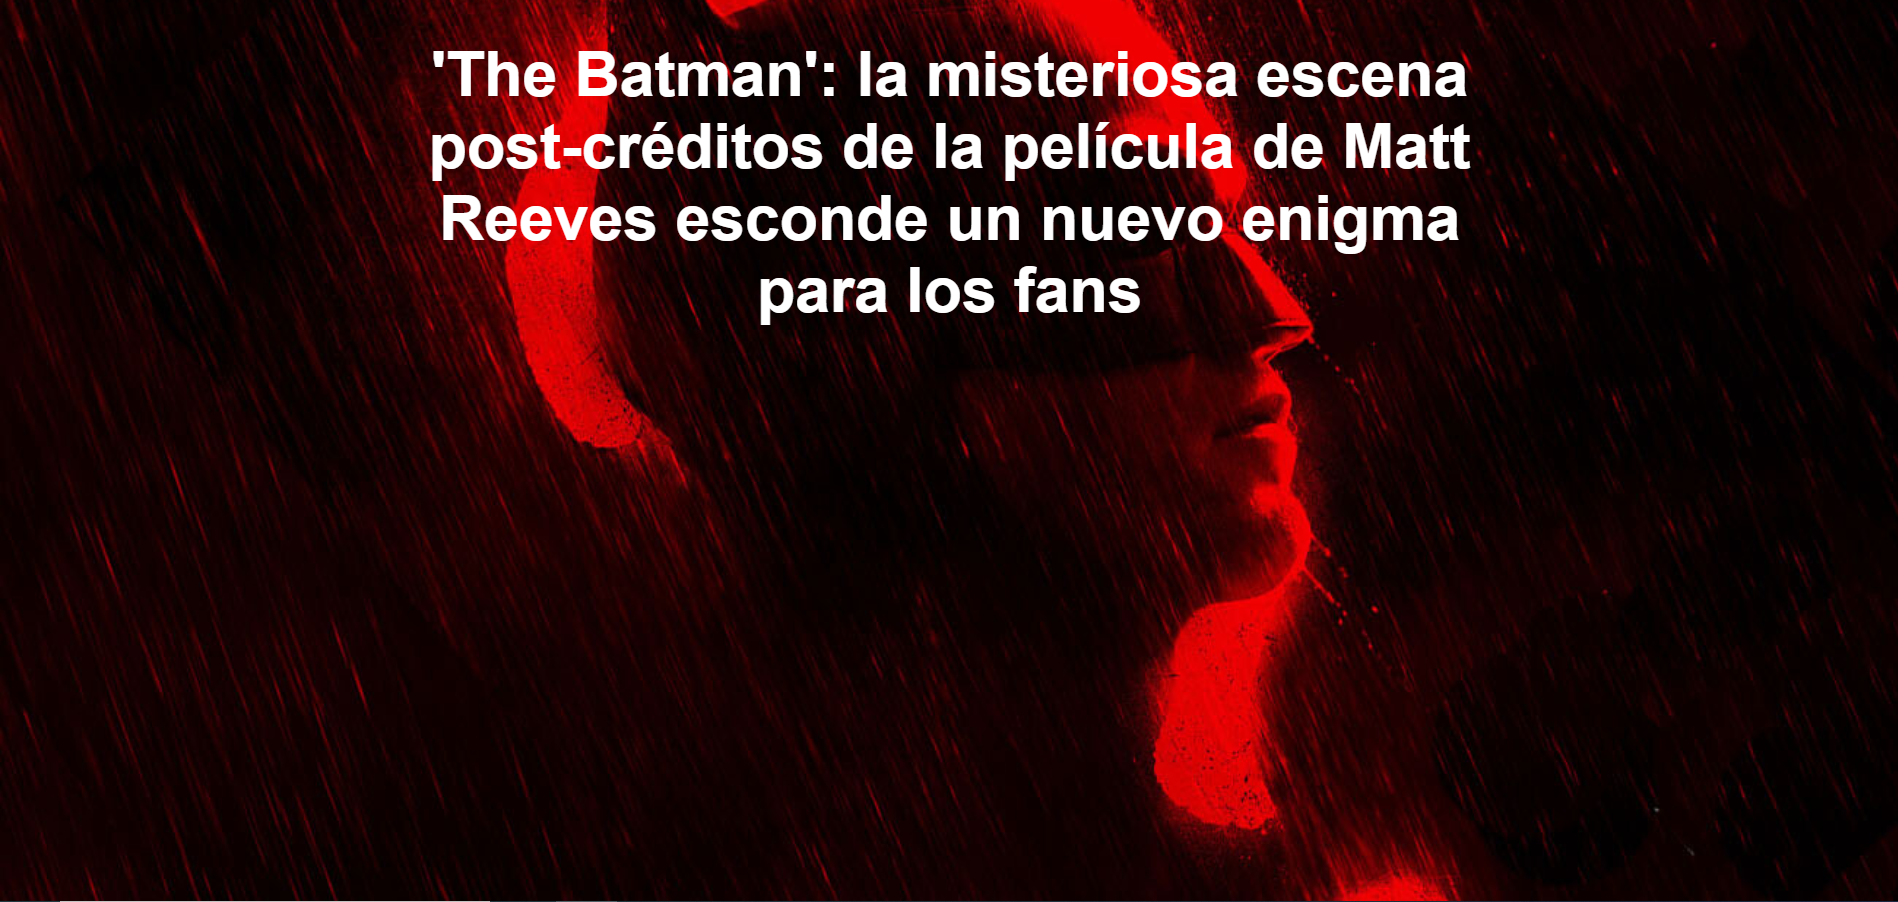 'The Batman': la misteriosa escena
post-créditos de la película de Matt
Reeves esconde un nuevo enigma
para los fans